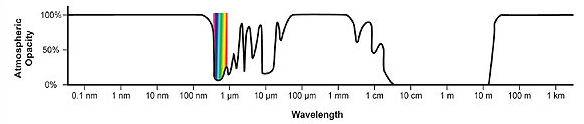 100%
Atmospheric
Opacity
50%
0%
0.1 nm 1 nm 10 nm 100 nm 1 µm 10 µm 100 µm 1 mm 1 cm 10 cm 1 m 10 m 100 m 1 km
Wavelength